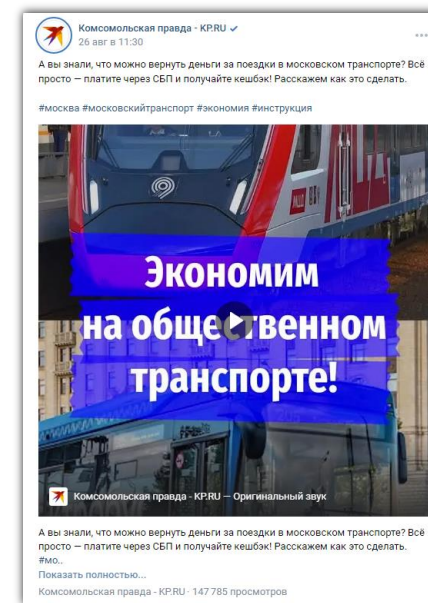 Комсомольская правда - KP.RU
26 авг в 11:30
А вы знали, что можно вернуть деньги за поездки в московском транспорте? Всё
просто — платите через СБП и получайте кешбэк! Расскажем как это сделать.
#москва #московскийтранспорт #экономия #инструкция
Экономим
на общественном
транспорте!
Комсомольская правда - KP.RU — Оригинальный звук
А вы знали, что можно вернуть деньги за поездки в московском транспорте? Всё
просто — платите через СБП и получайте кешбэк! Расскажем как это сделать.
#мо..
Показать полностью...
Комсомольская правда - KP.RU · 147 785 просмотров